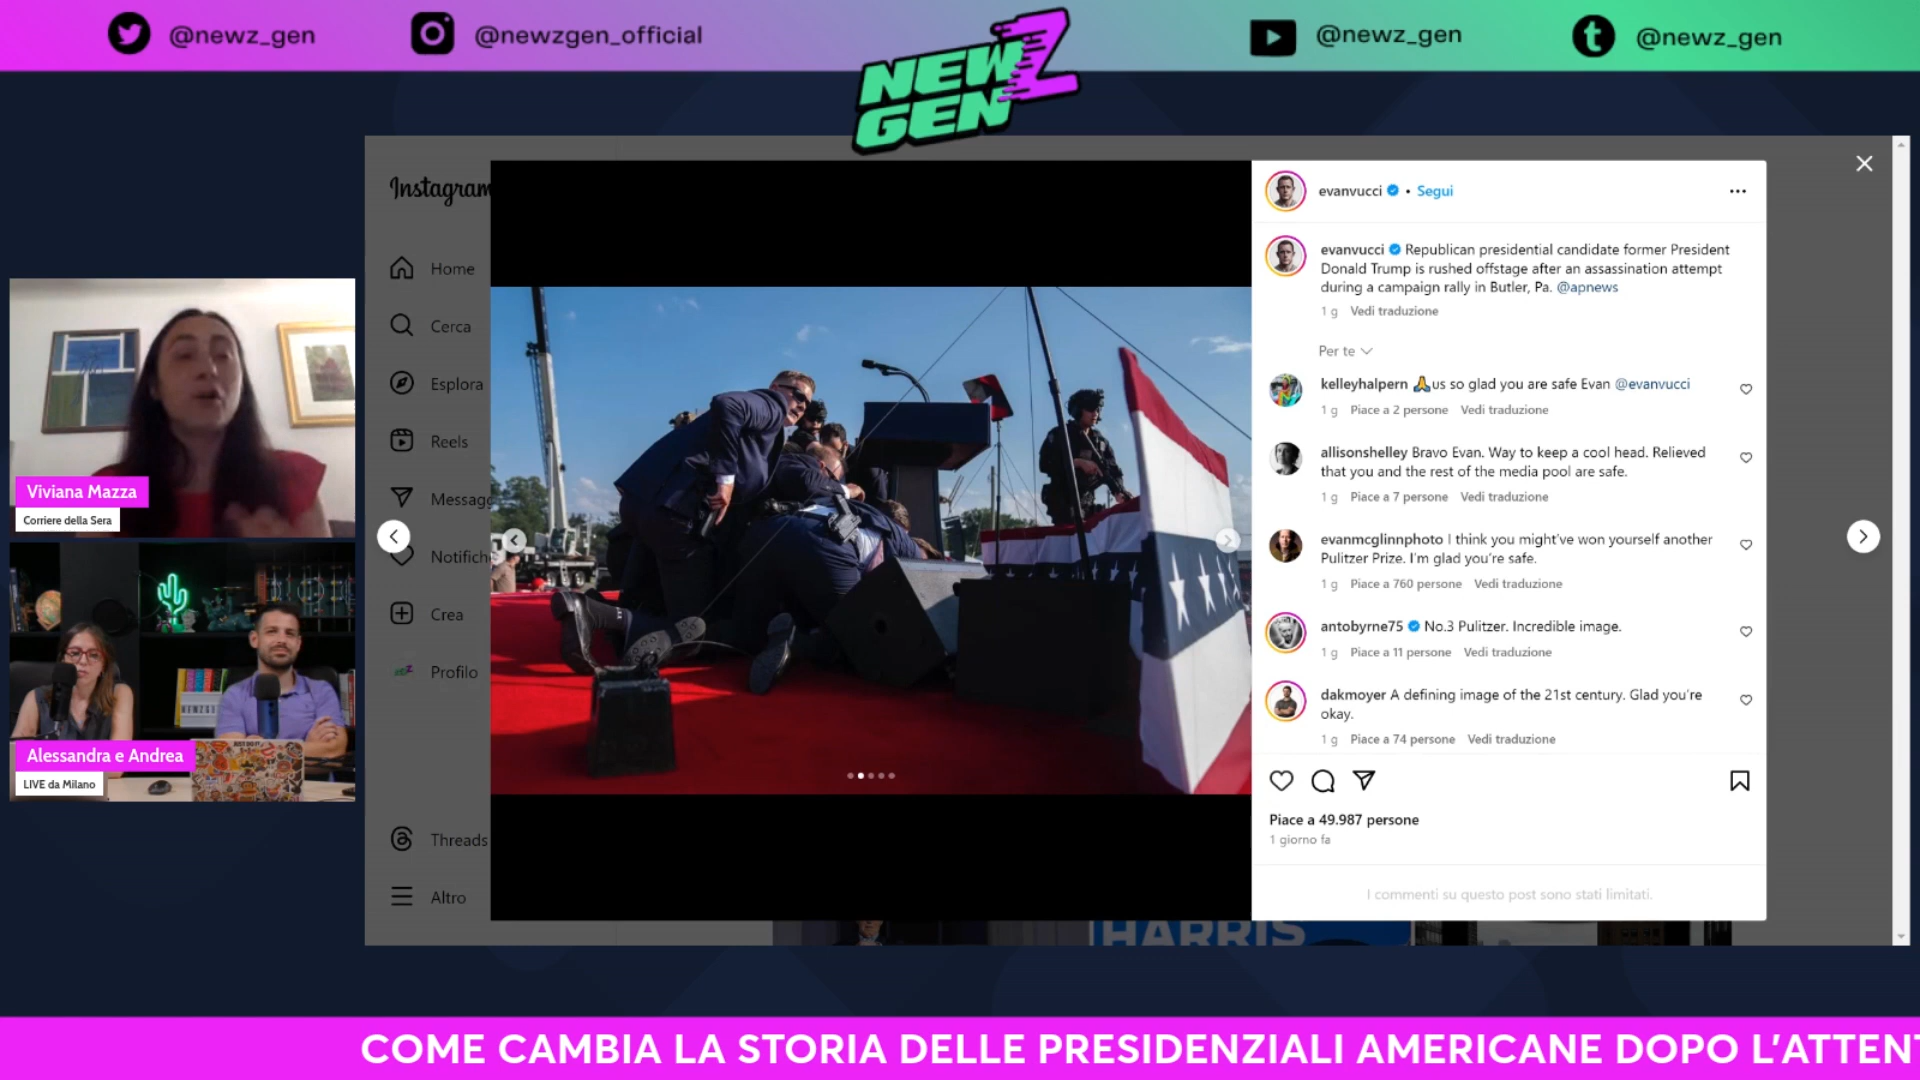 @newz_gen
@newzgen_official
NEWZ
GEN
@newz_gen
@newz_gen
Instagram
Home
Cerca
Esplora
Reels
Messag
Notifich
Crea
Profilo
Threads
Altro
Viviana Mazza
Corriere della Sera
NEWZG
Alessandra e Andrea
LIVE da Milano
evanvucci • Segui
evanvucci Republican presidential candidate former President
Donald Trump is rushed offstage after an assassination attempt
during a campaign rally in Butler, Pa. @apnews
1 g Vedi traduzione
Per te
kelleyhalpern 🙏us so glad you are safe Evan @evanvucci
1 g Piace a 2 persone Vedi traduzione
allisonshelley Bravo Evan. Way to keep a cool head. Relieved
that you and the rest of the media pool are safe.
1 g Piace a 7 persone Vedi traduzione
evanmcglinnphoto I think you might’ve won yourself another
Pulitzer Prize. I’m glad you’re safe.
1 g Piace a 760 persone Vedi traduzione
antobyrne75 No.3 Pulitzer. Incredible image.
1 g Piace a 11 persone Vedi traduzione
dakmoyer A defining image of the 21st century. Glad you’re
okay.
1 g Piace a 74 persone Vedi traduzione
Piace a 49.987 persone
1 giorno fa
I commenti su questo post sono stati limitati.
HARRIS
COME CAMBIA LA STORIA DELLE PRESIDENZIALI AMERICANE DOPO L’ATTENT